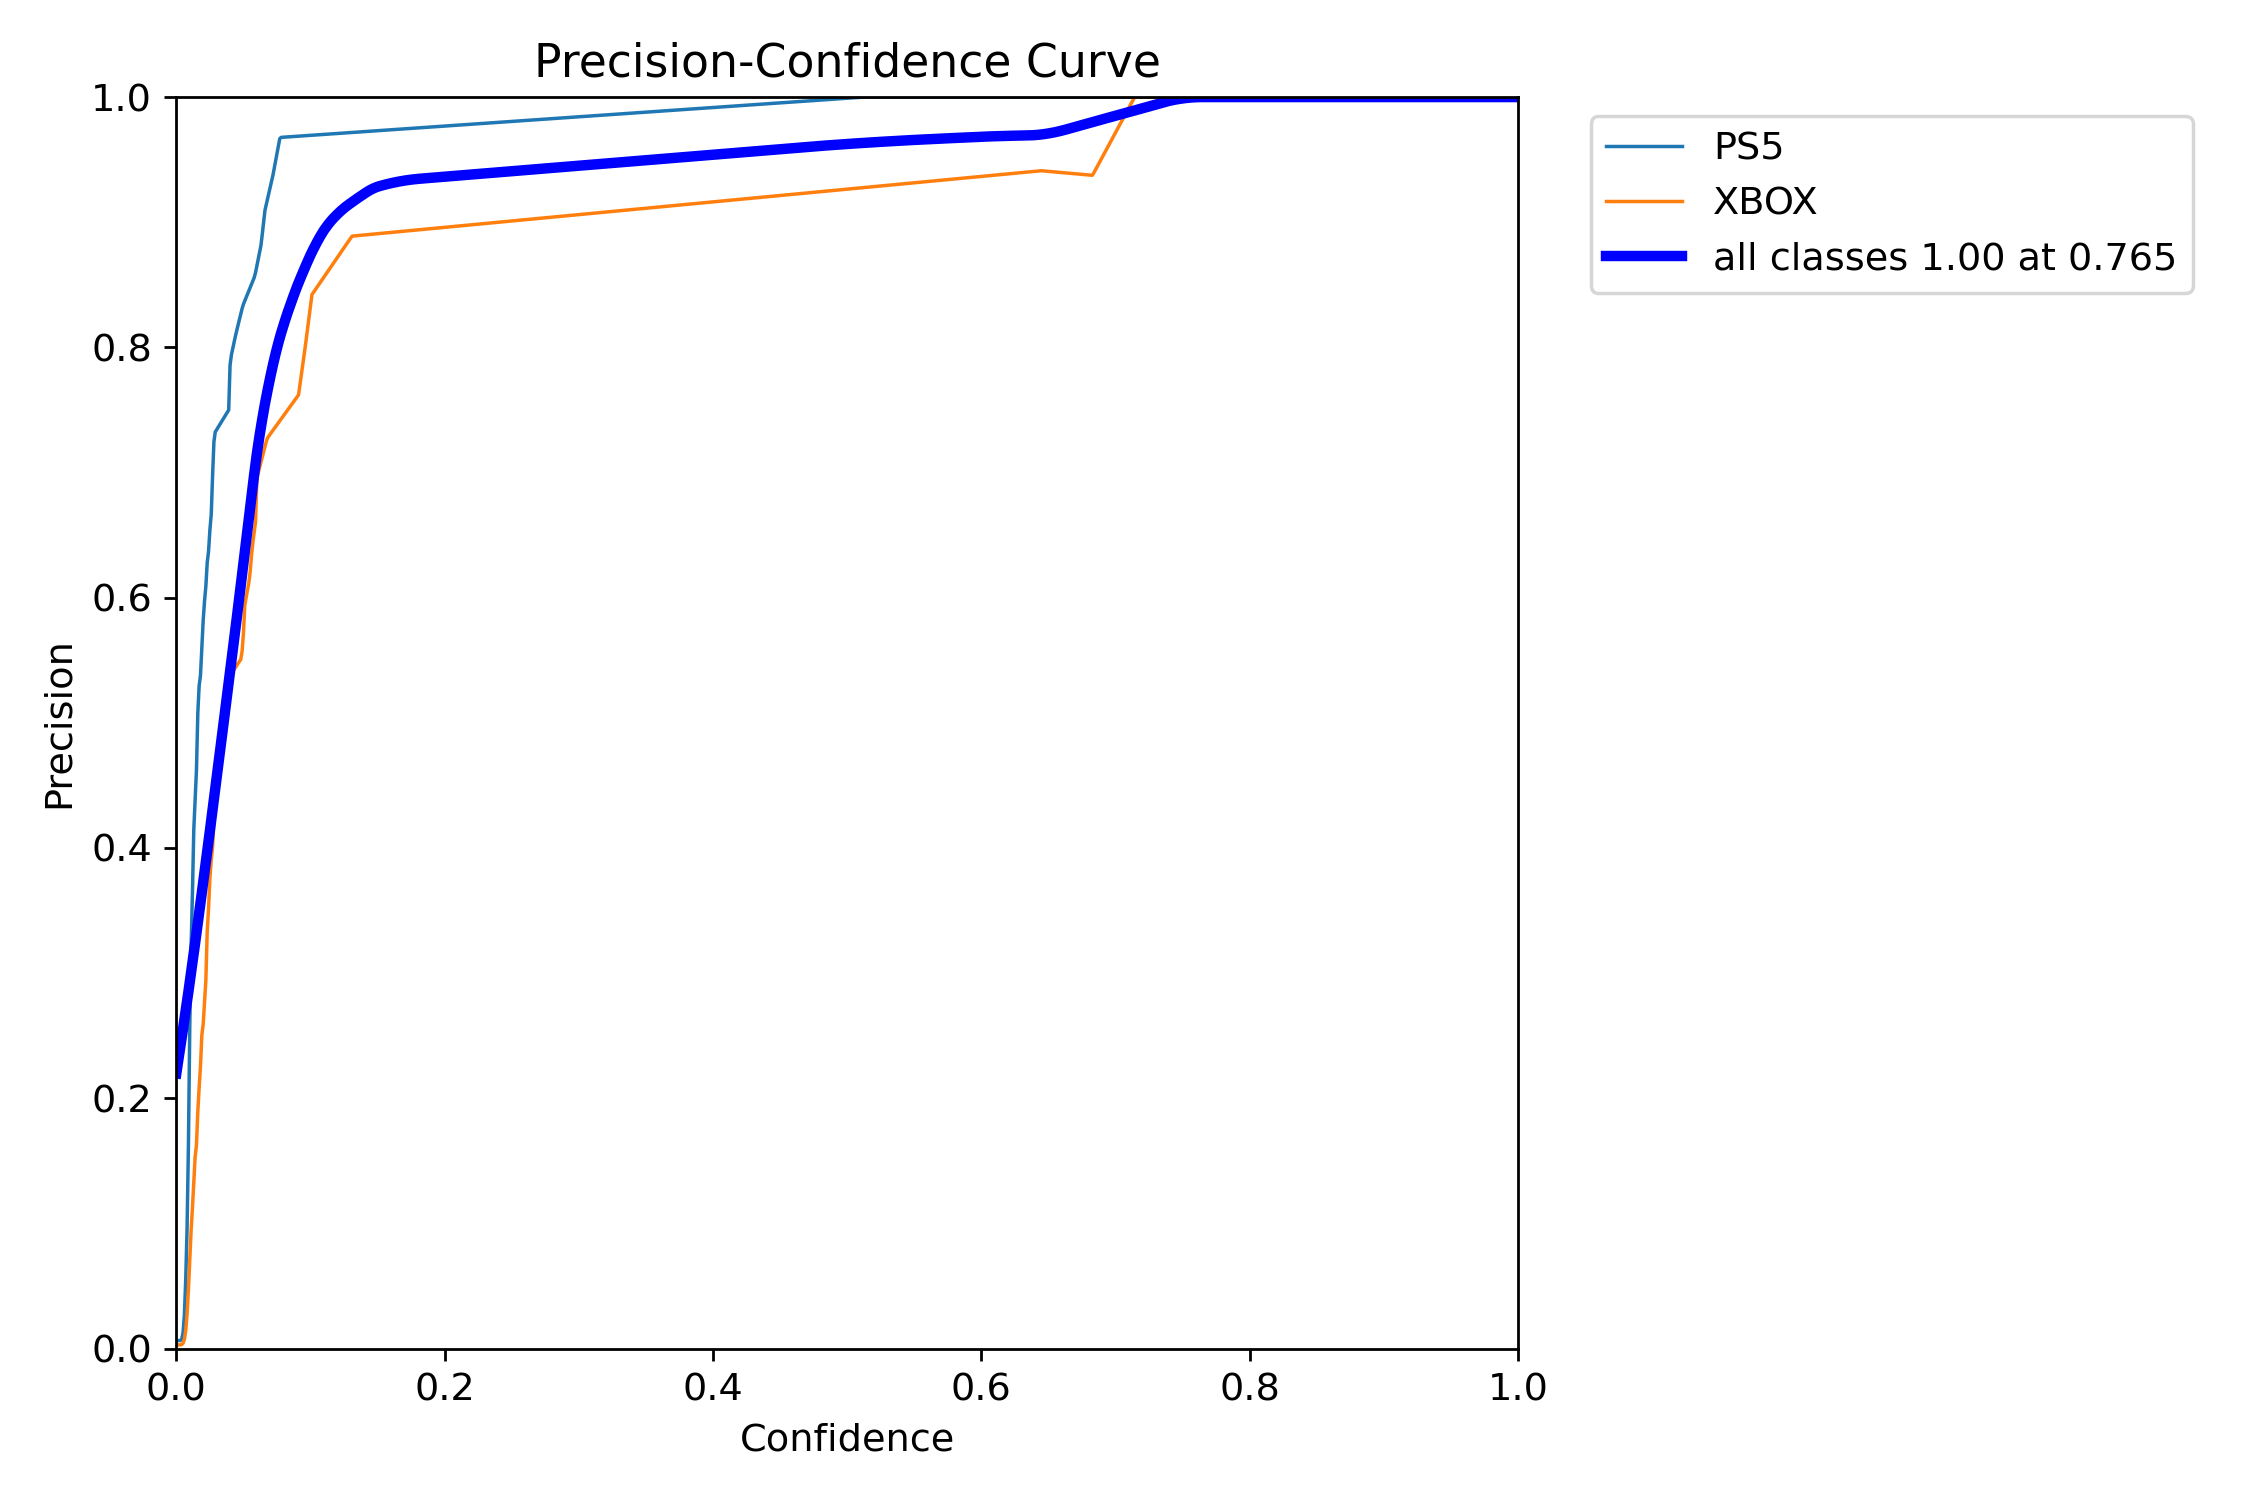 Precision-Confidence Curve
1.0
0.8
0.6
0.4
0.2
0.0
Precision
0.0 0.2 0.4 0.6 0.8 1.0
Confidence
PS5
XBOX
all classes 1.00 at 0.765